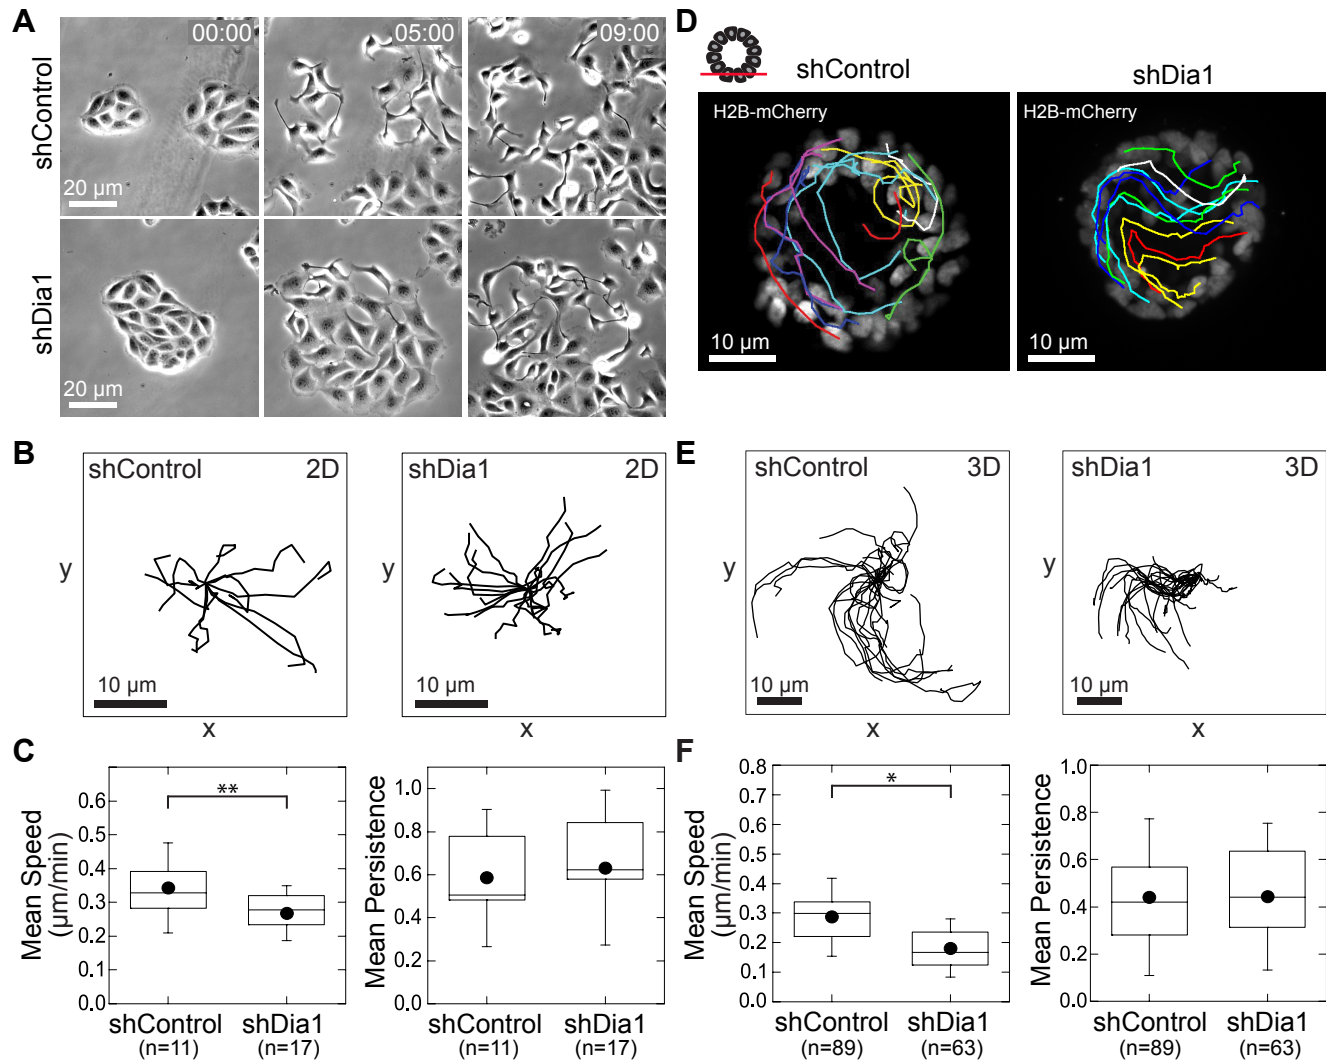 A
00:00
05:00
09:00
shControl
20 µm
shDia1
20 µm
B
shControl
2D
shDia1
2D
y
y
10 µm
10 µm
x
C
Mean Speed
(µm/min)
0.6
0.5
0.4
0.3
0.2
0.1
0.0
**
shControl
(n=11)
shDia1
(n=17)
Mean Persistence
1.0
0.8
0.6
0.4
0.2
0.0
shControl
(n=11)
shDia1
(n=17)
D
shControl
shDia1
H2B-mCherry
H2B-mCherry
10 µm
10 µm
E
shControl
3D
shDia1
3D
y
y
10 µm
10 µm
x
x
F
Mean Speed
(µm/min)
0.8
0.7
0.6
0.5
0.4
0.3
0.2
0.1
0.0
*
shControl
(n=89)
shDia1
(n=63)
Mean Persistence
1.0
0.8
0.6
0.4
0.2
0.0
shControl
(n=89)
shDia1
(n=63)